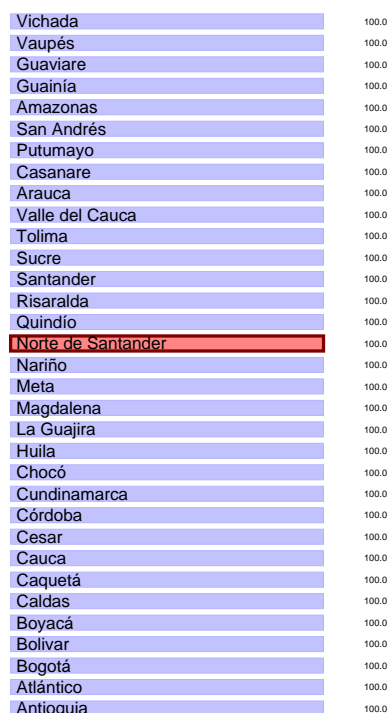 Vichada 100.0
Vaupés 100.0
Guaviare 100.0
Guainía 100.0
Amazonas 100.0
San Andrés 100.0
Putumayo 100.0
Casanare 100.0
Arauca 100.0
Valle del Cauca 100.0
Tolima 100.0
Sucre 100.0
Santander 100.0
Risaralda 100.0
Quindío 100.0
Norte de Santander 100.0
Nariño 100.0
Meta 100.0
Magdalena 100.0
La Guajira 100.0
Huila 100.0
Chocó 100.0
Cundinamarca 100.0
Córdoba 100.0
Cesar 100.0
Cauca 100.0
Caquetá 100.0
Caldas 100.0
Boyacá 100.0
Bolivar 100.0
Bogotá 100.0
Atlántico 100.0
Antioquia 100.0